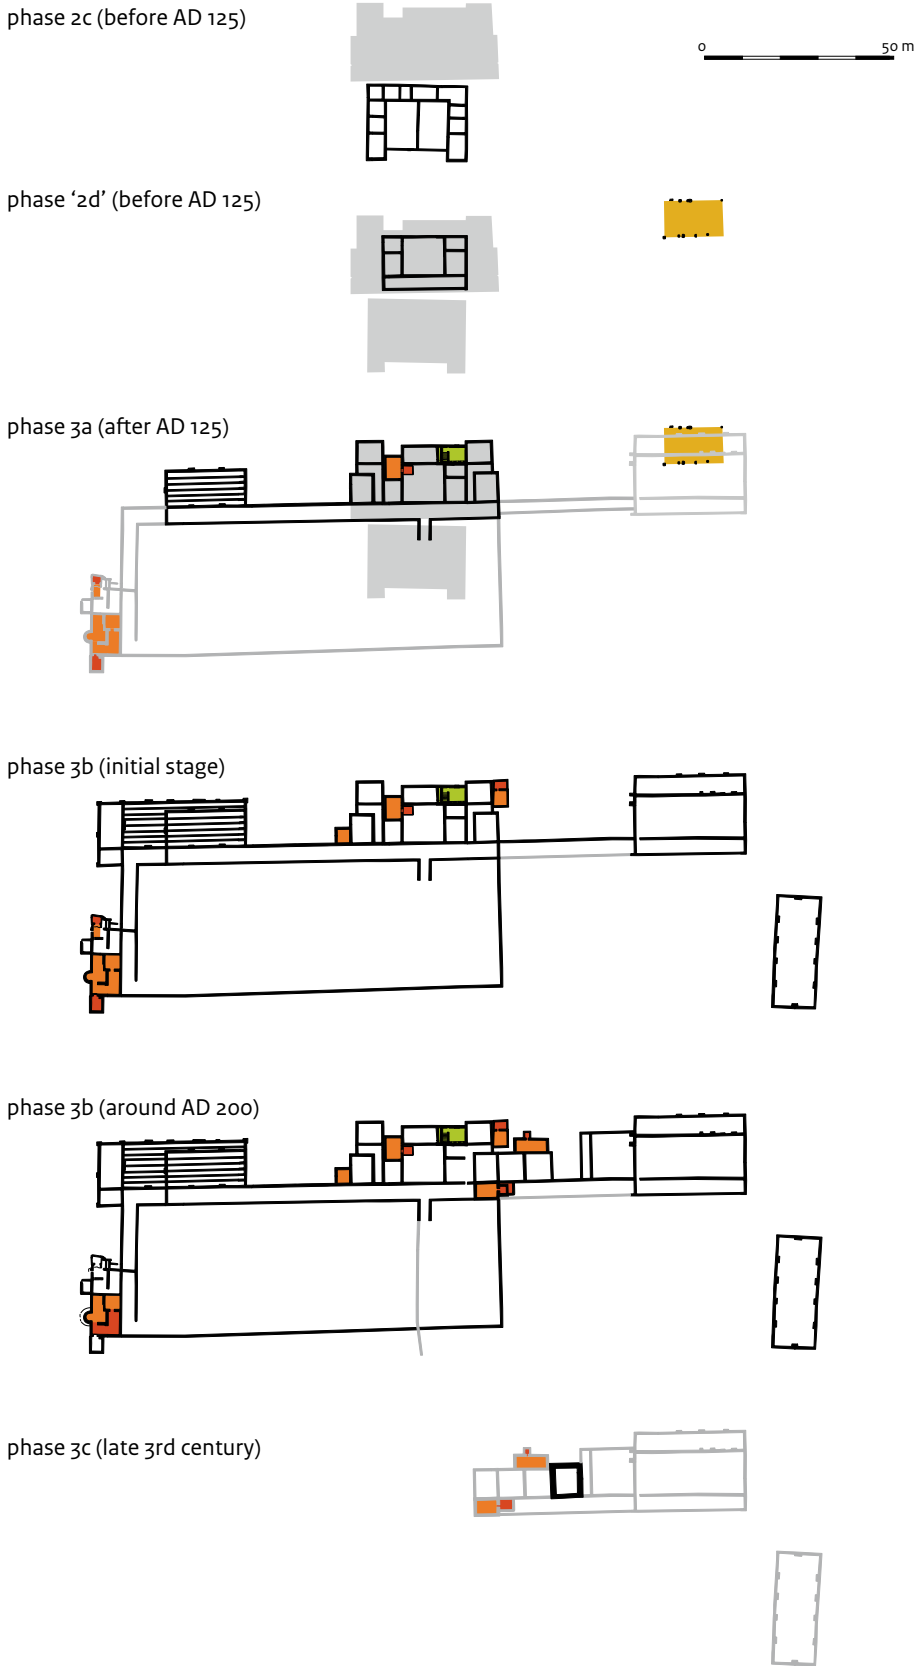 phase 2c (before AD 125)
0 50 m
phase ‘2d’ (before AD 125)
phase 3a (after AD 125)
phase 3b (initial stage)
phase 3b (around AD 200)
phase 3c (late 3rd century)